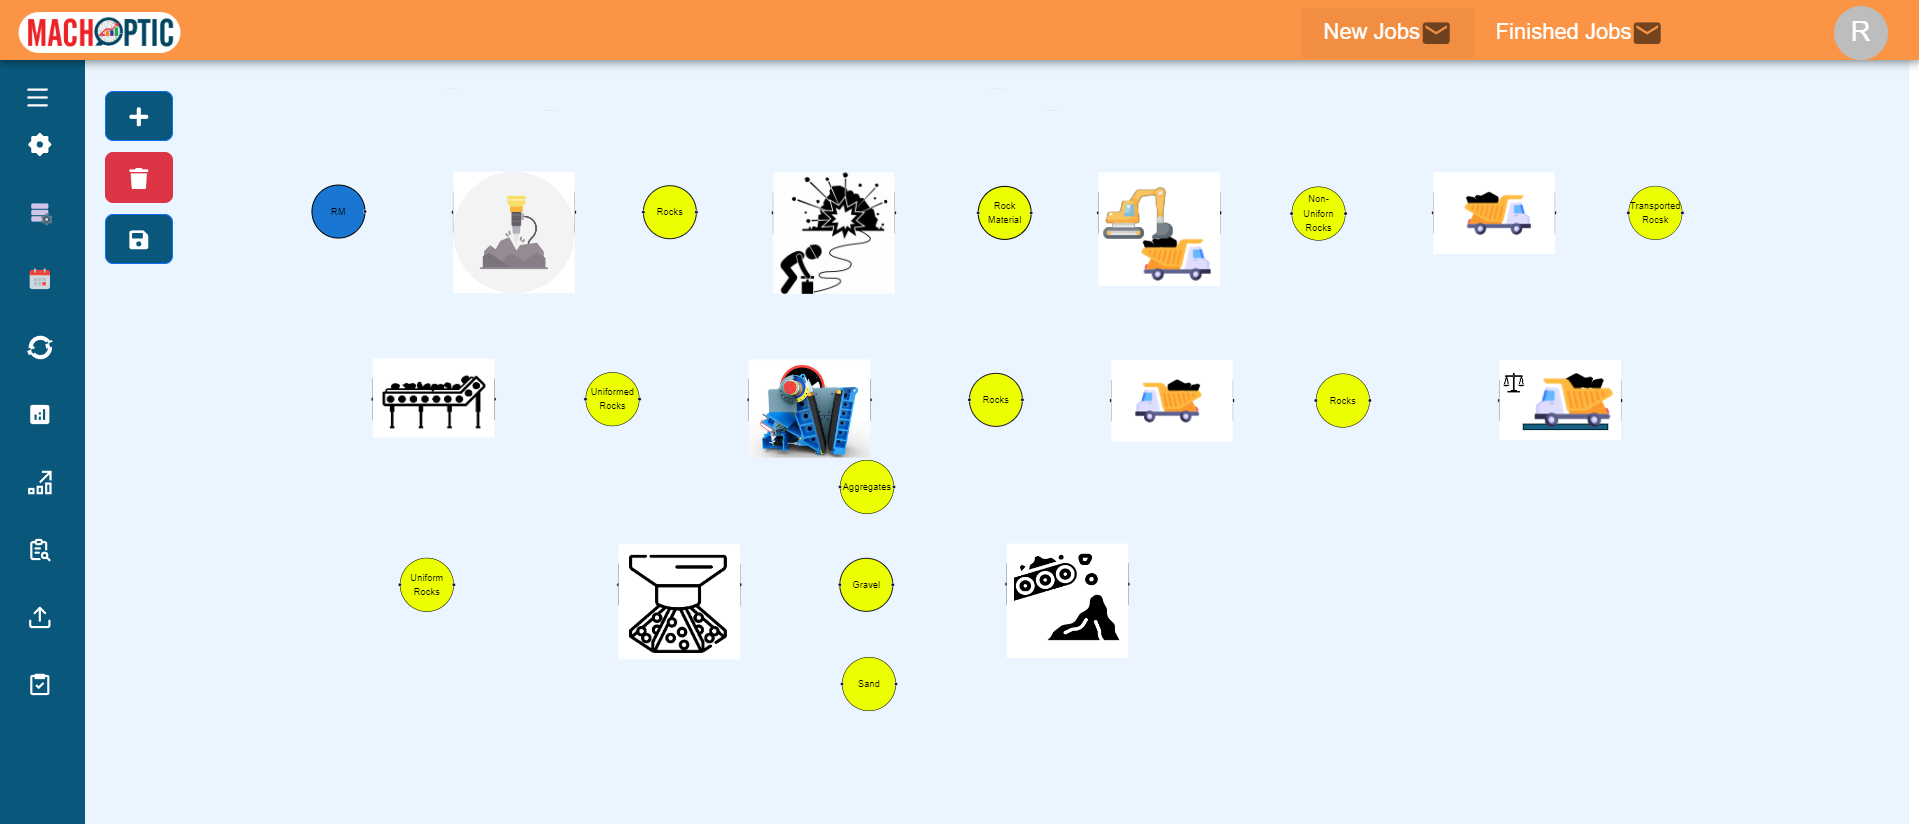 MACHOPTIC
New Jobs
Finished Jobs
R
RM
Rocks
Rock
Material
Non-
Uniforn
Rocks
Transported
Rocsk
Uniformed
Rocks
Rocks
Rocks
Aggregates
Uniform
Rocks
Gravel
Sand